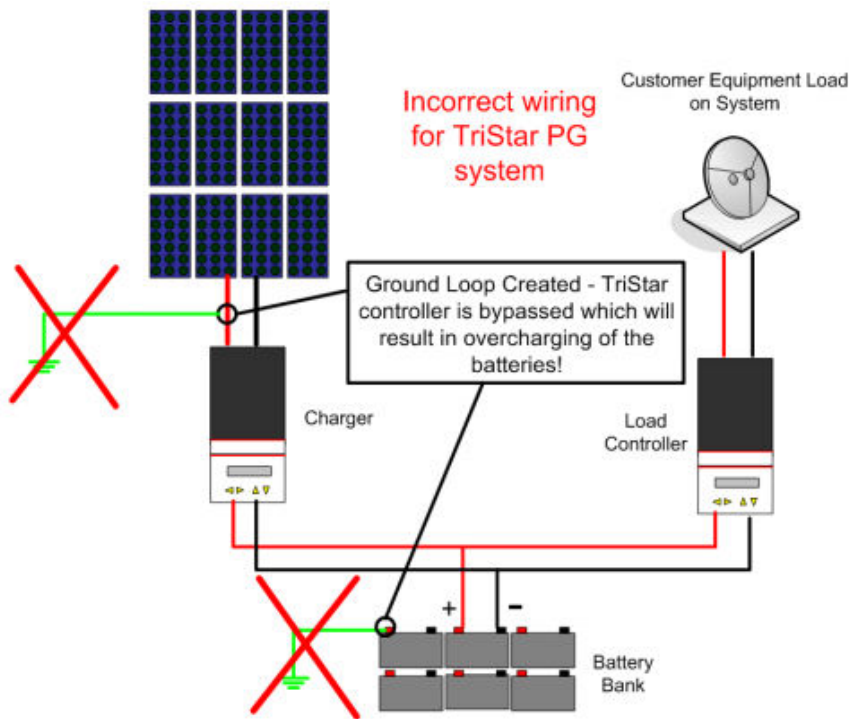 Incorrect wiring
for TriStar PG
system
Customer Equipment Load
on System
Ground Loop Created - TriStar
controller is bypassed which will
result in overcharging of the
batteries!
Charger
Load
Controller
+ -
Battery
Bank